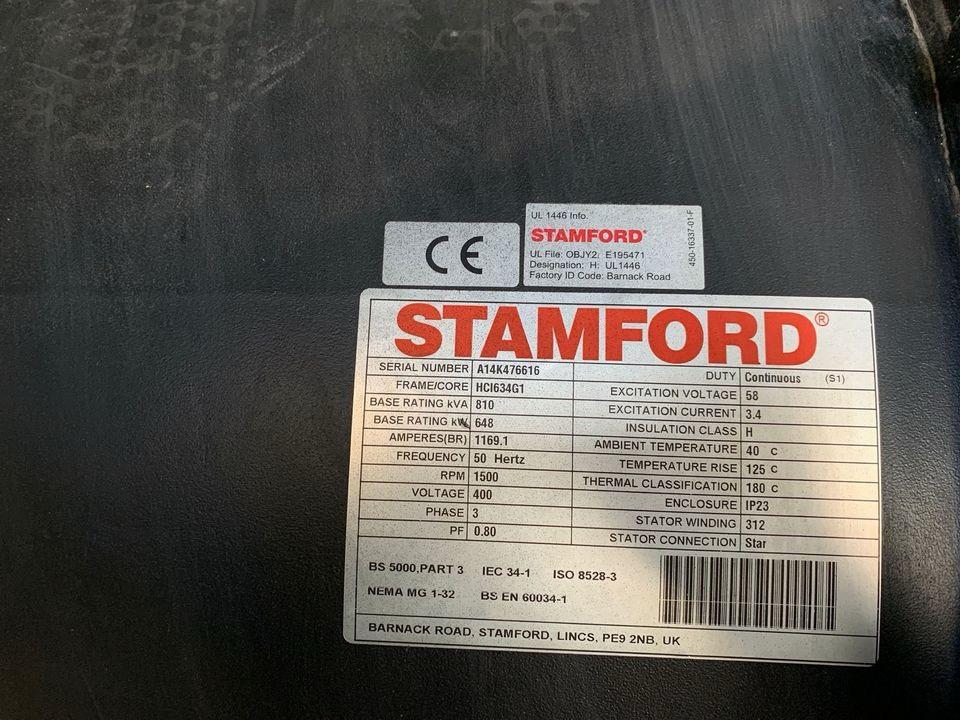 CE
UL 1446 Info.
STAMFORD®
UL File: OBJY2; E195471
Designation: H: UL1446
Factory ID Code: Barnack Road
450-16337-01-F
STAMFORD®
SERIAL NUMBER A14K476616
FRAME/CORE HCI634G1
BASE RATING kVA 810
BASE RATING kW 648
AMPERES(BR) 1169.1
FREQUENCY 50 Hertz
RPM 1500
VOLTAGE 400
PHASE 3
PF 0.80
DUTY Continuous (S1)
EXCITATION VOLTAGE 58
EXCITATION CURRENT 3.4
INSULATION CLASS H
AMBIENT TEMPERATURE 40 C
TEMPERATURE RISE 125 C
THERMAL CLASSIFICATION 180 C
ENCLOSURE IP23
STATOR WINDING 312
STATOR CONNECTION Star
BS 5000,PART 3 IEC 34-1 ISO 8528-3
NEMA MG 1-32 BS EN 60034-1
BARNACK ROAD, STAMFORD, LINCS, PE9 2NB, UK